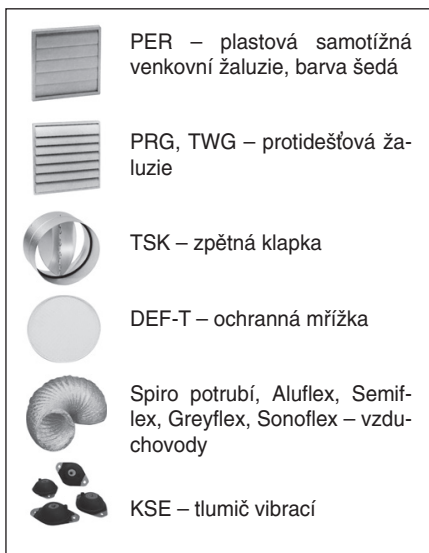 PER – plastová samotížná
venkovní žaluzie, barva šedá
PRG, TWG – protidešťová ža-
luzie
TSK – zpětná klapka
DEF-T – ochranná mřížka
Spiro potrubí, Aluflex, Semif-
lex, Greyflex, Sonoflex – vzdu-
chovody
KSE – tlumič vibrací